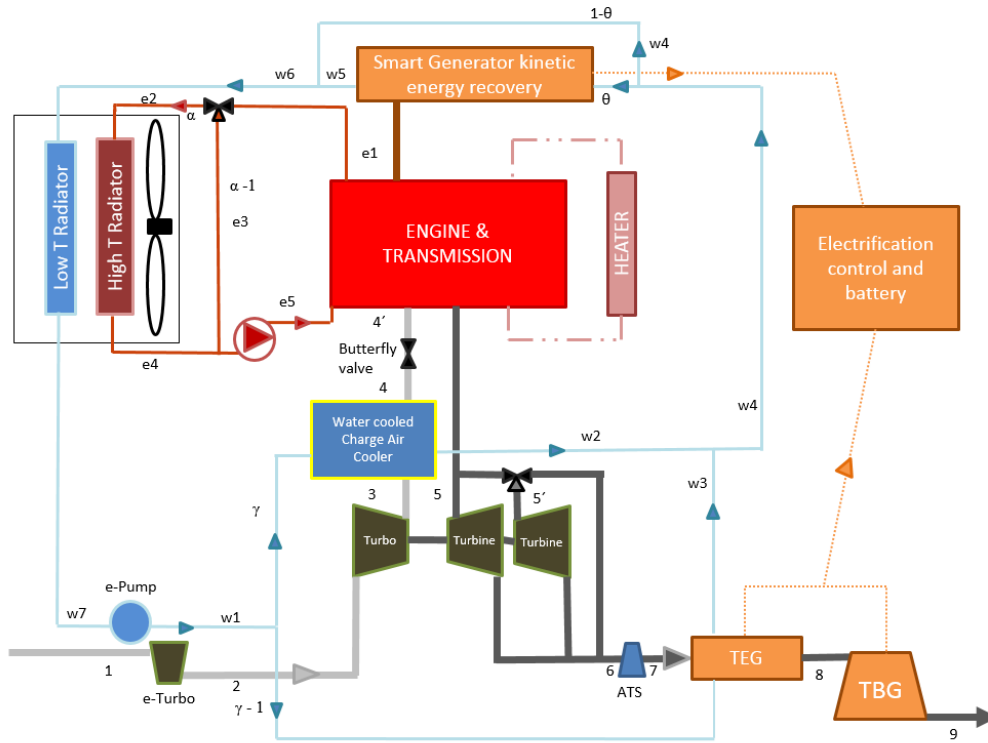 1-θ
w4
w6
w5
Smart Generator kinetic
energy recovery
θ
e2
α
e1
α -1
e3
Low T Radiator
High T Radiator
ENGINE &
TRANSMISSION
HEATER
Electrification
control and
battery
e5
e4
4´
Butterfly
valve
4
Water cooled
Charge Air
Cooler
w2
w4
w3
γ
3
5
5´
Turbo
Turbine
Turbine
e-Pump
w7
w1
1
e-Turbo
2
γ - 1
6
7
ATS
TEG
8
TBG
9